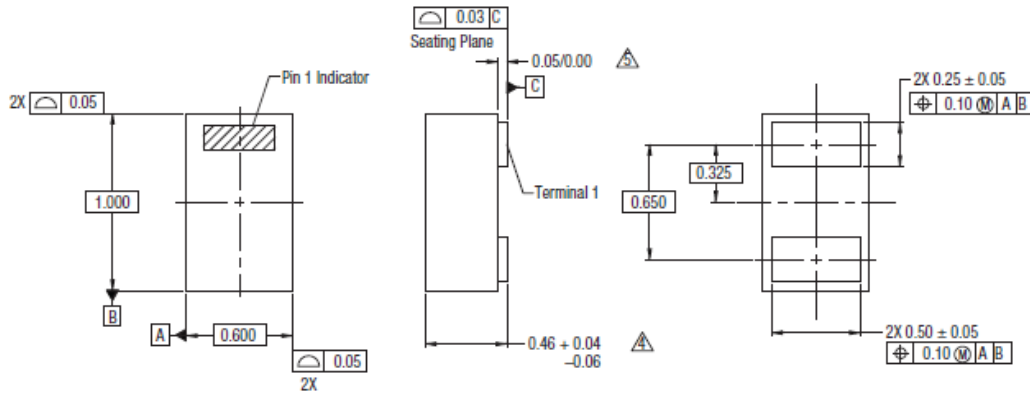 ⌓ 0.03 C
Seating Plane
0.05/0.00 5
C
Pin 1 Indicator
2X ⌓ 0.05
1.000
B
A
0.600
⌓ 0.05
2X
Terminal 1
0.46 + 0.04
−0.06
4
2X 0.25 ± 0.05
⌖ 0.10 Ⓜ A B
0.325
0.650
2X 0.50 ± 0.05
⌖ 0.10 Ⓜ A B